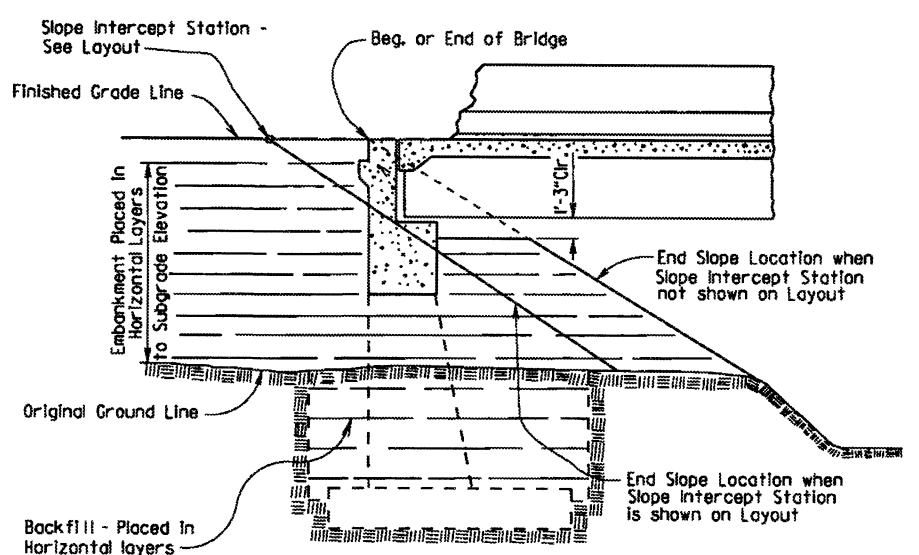 Slope Intercept Station -
See Layout
Beg. or End of Bridge
Finished Grade Line
1'-3"Clr.
Embankment Placed in
Horizontal Layers
to Subgrade Elevation
End Slope Location when
Slope Intercept Station
not shown on Layout
Original Ground Line
End Slope Location when
Slope Intercept Station
is shown on Layout
Backfill - Placed in
Horizontal layers